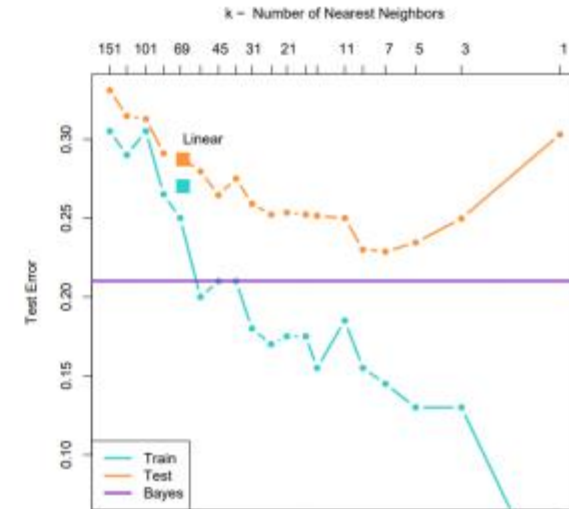 k − Number of Nearest Neighbors
151 101 69 45 31 21 11 7 5 3 1
Linear
0.30
0.25
0.20
0.15
0.10
Test Error
Train
Test
Bayes